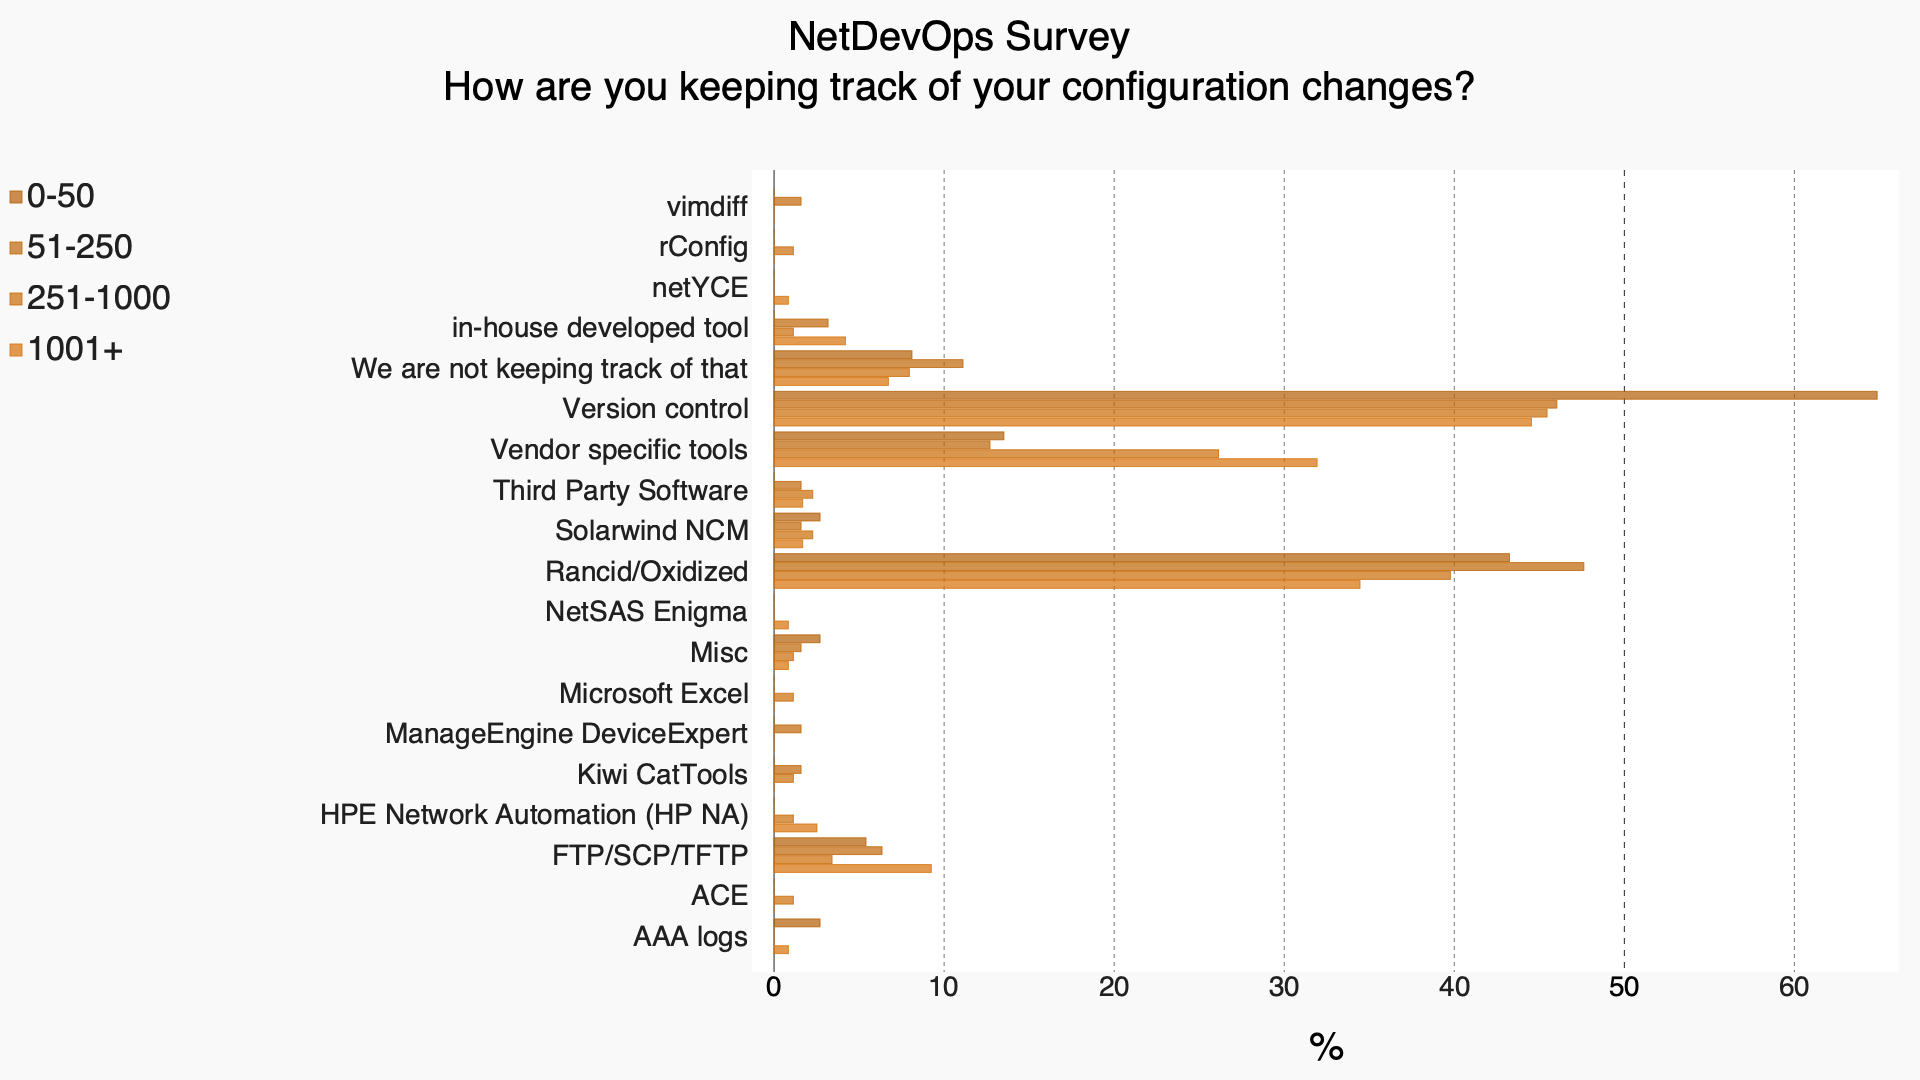 NetDevOps Survey
How are you keeping track of your configuration changes?
0-50
51-250
251-1000
1001+
vimdiff
rConfig
netYCE
in-house developed tool
We are not keeping track of that
Version control
Vendor specific tools
Third Party Software
Solarwind NCM
Rancid/Oxidized
NetSAS Enigma
Misc
Microsoft Excel
ManageEngine DeviceExpert
Kiwi CatTools
HPE Network Automation (HP NA)
FTP/SCP/TFTP
ACE
AAA logs
0 10 20 30 40 50 60
%